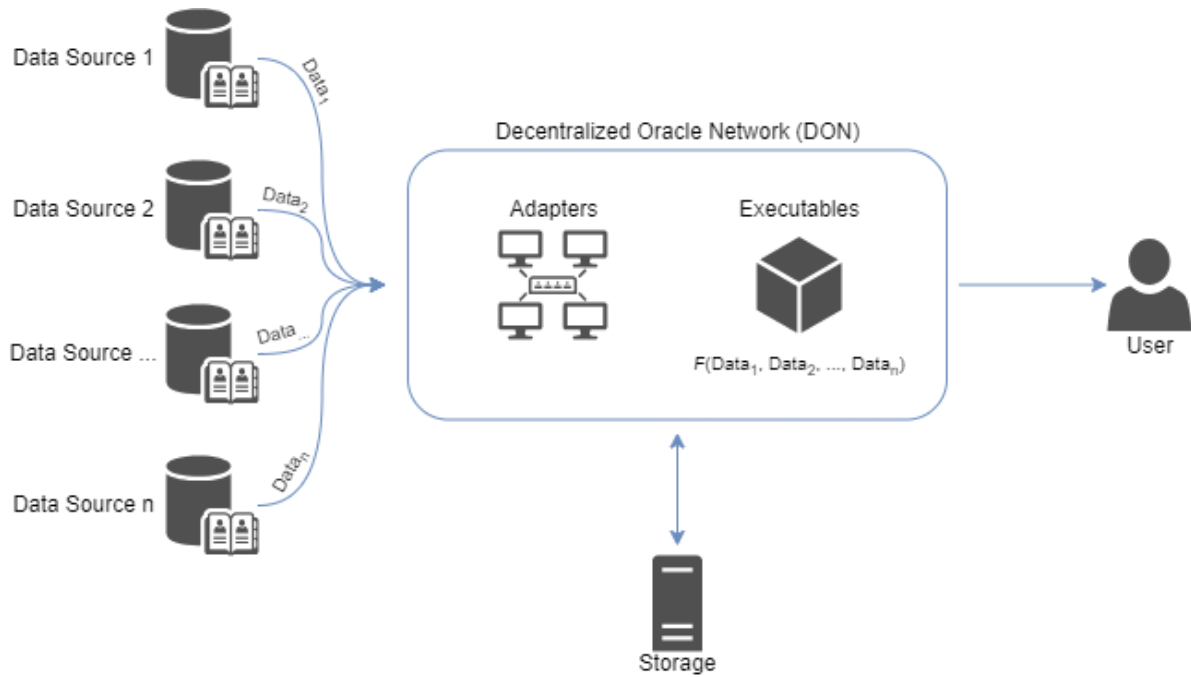 Data Source 1
Data₁
Data Source 2
Data₂
Data Source ...
Data...
Data Source n
Dataₙ
Decentralized Oracle Network (DON)
Adapters
Executables
F(Data₁, Data₂, ..., Dataₙ)
User
Storage